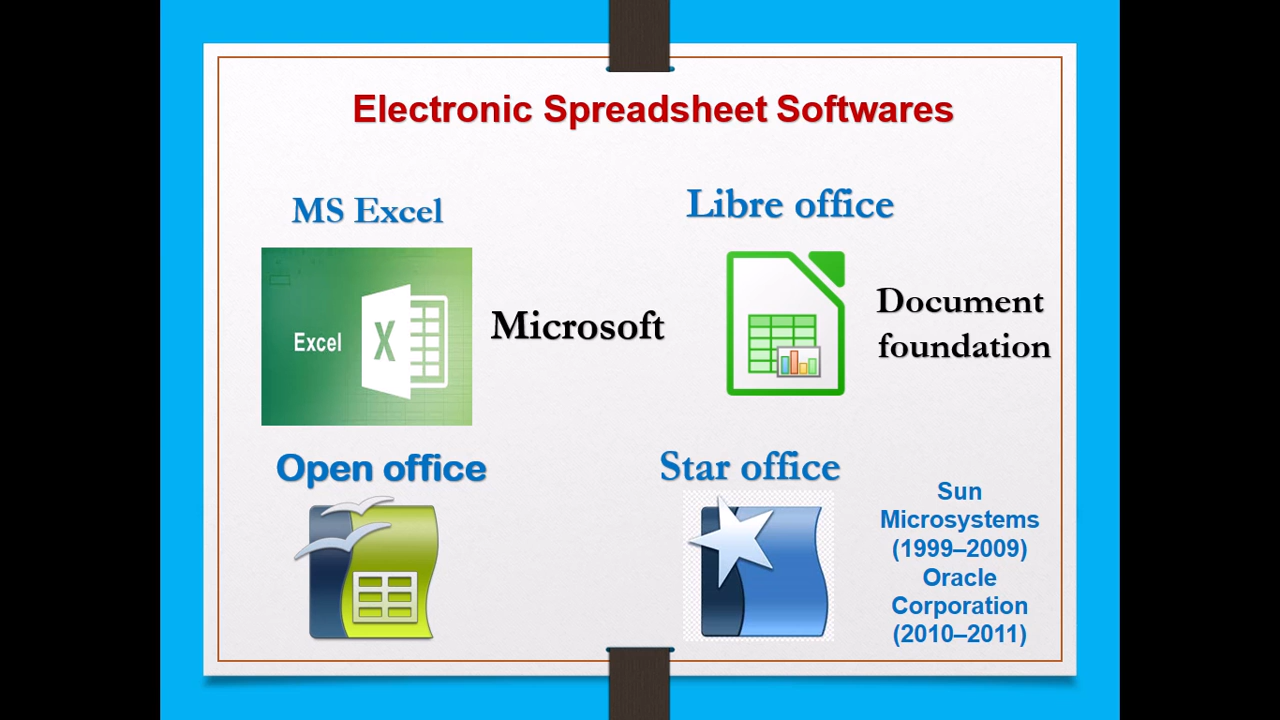 Electronic Spreadsheet Softwares
MS Excel
Excel
Microsoft
Libre office
Document
foundation
Open office
Star office
Sun
Microsystems
(1999–2009)
Oracle
Corporation
(2010–2011)